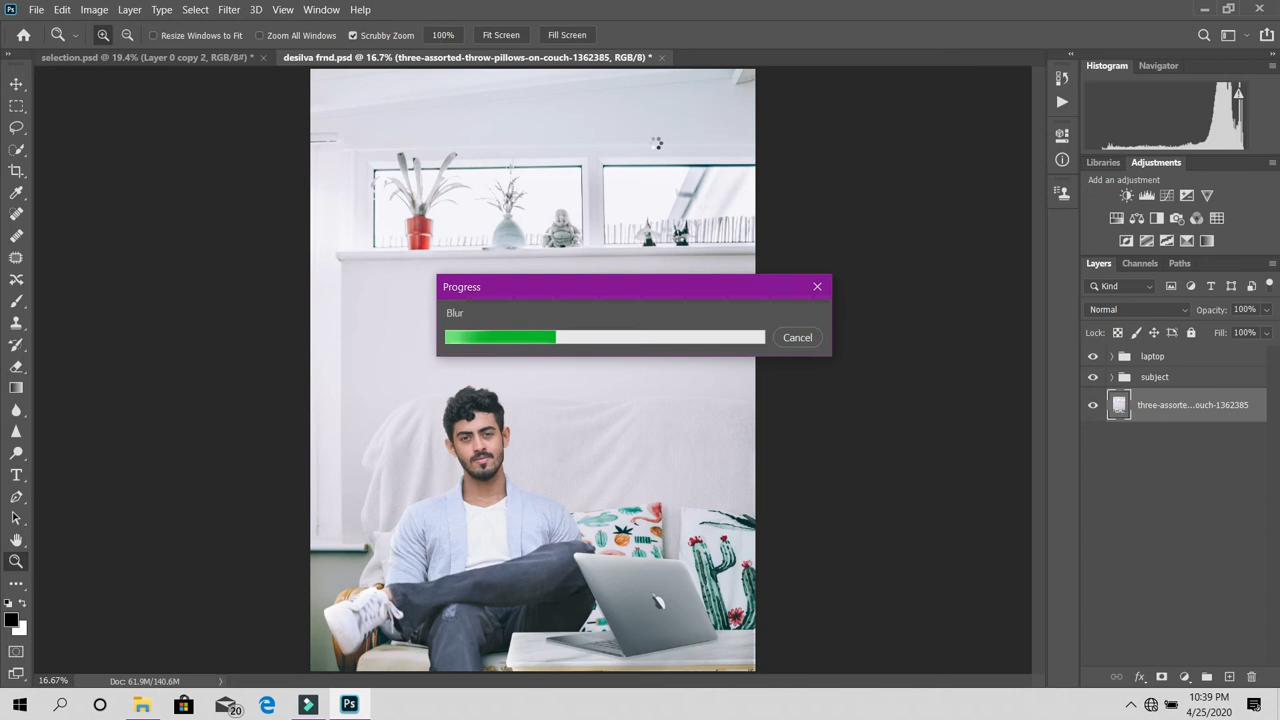 Ps File Edit Image Layer Type Select Filter 3D View Window Help
Resize Windows to Fit Zoom All Windows Scrubby Zoom 100% Fit Screen Fill Screen
selection.psd @ 19.4% (Layer 0 copy 2, RGB/8#) * desilva frnd.psd @ 16.7% (three-assorted-throw-pillows-on-couch-1362385, RGB/8) *
Histogram Navigator
Libraries Adjustments
Add an adjustment
Layers Channels Paths
Kind
Normal Opacity: 100%
Lock: Fill: 100%
laptop
subject
three-assorte...ouch-1362385
Progress
Blur
Cancel
16.67% Doc: 61.9M/140.6M
20
Ps
10:39 PM
4/25/2020